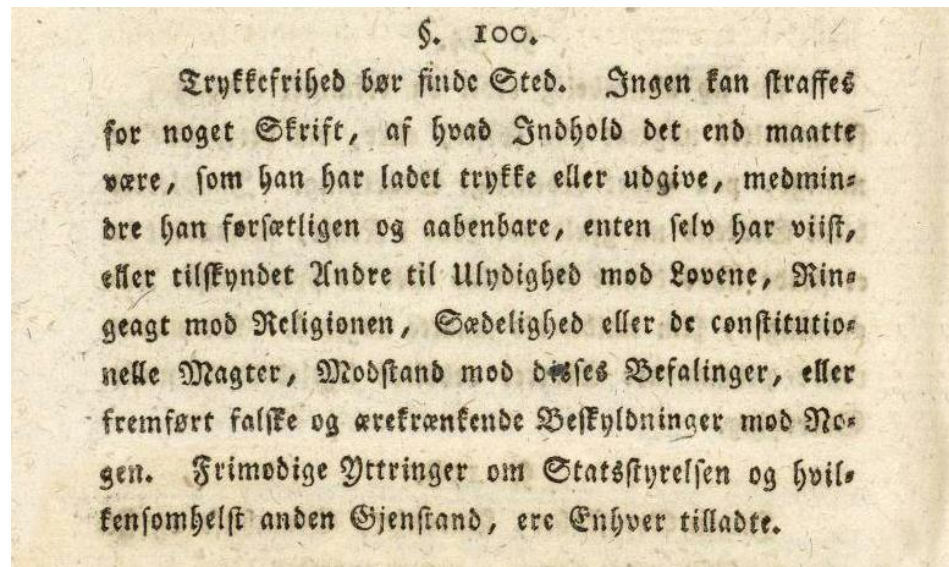 §. 100.
Trykkefrihed bør finde Sted. Ingen kan straffes
for noget Skrift, af hvad Indhold det end maatte
være, som han har ladet trykke eller udgive, medmin-
dre han forsætligen og aabenbare, enten selv har viist,
eller tilskyndet Andre til Ulydighed mod Lovene, Rin-
geagt mod Religionen, Sædelighed eller de constitutio-
nelle Magter, Modstand mod disses Befalinger, eller
fremført falske og ærekrænkende Beskyldninger mod No-
gen. Frimodige Yttringer om Statsstyrelsen og hvil-
kensomhelst anden Gjenstand, ere Enhver tilladte.